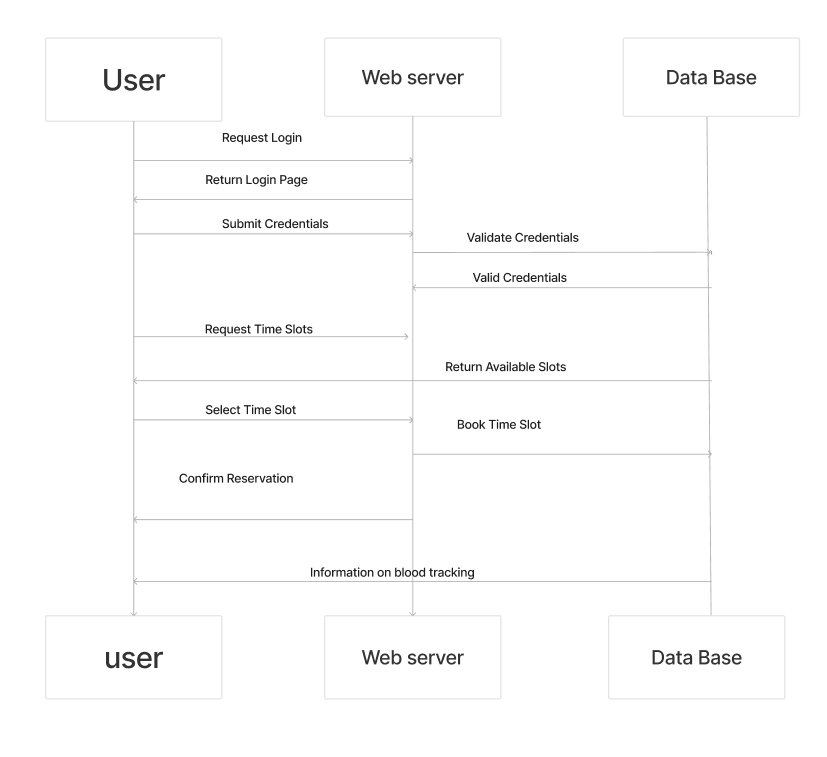 User
Web server
Data Base
Request Login
Return Login Page
Submit Credentials
Validate Credentials
Valid Credentials
Request Time Slots
Return Available Slots
Select Time Slot
Book Time Slot
Confirm Reservation
Information on blood tracking
user
Web server
Data Base